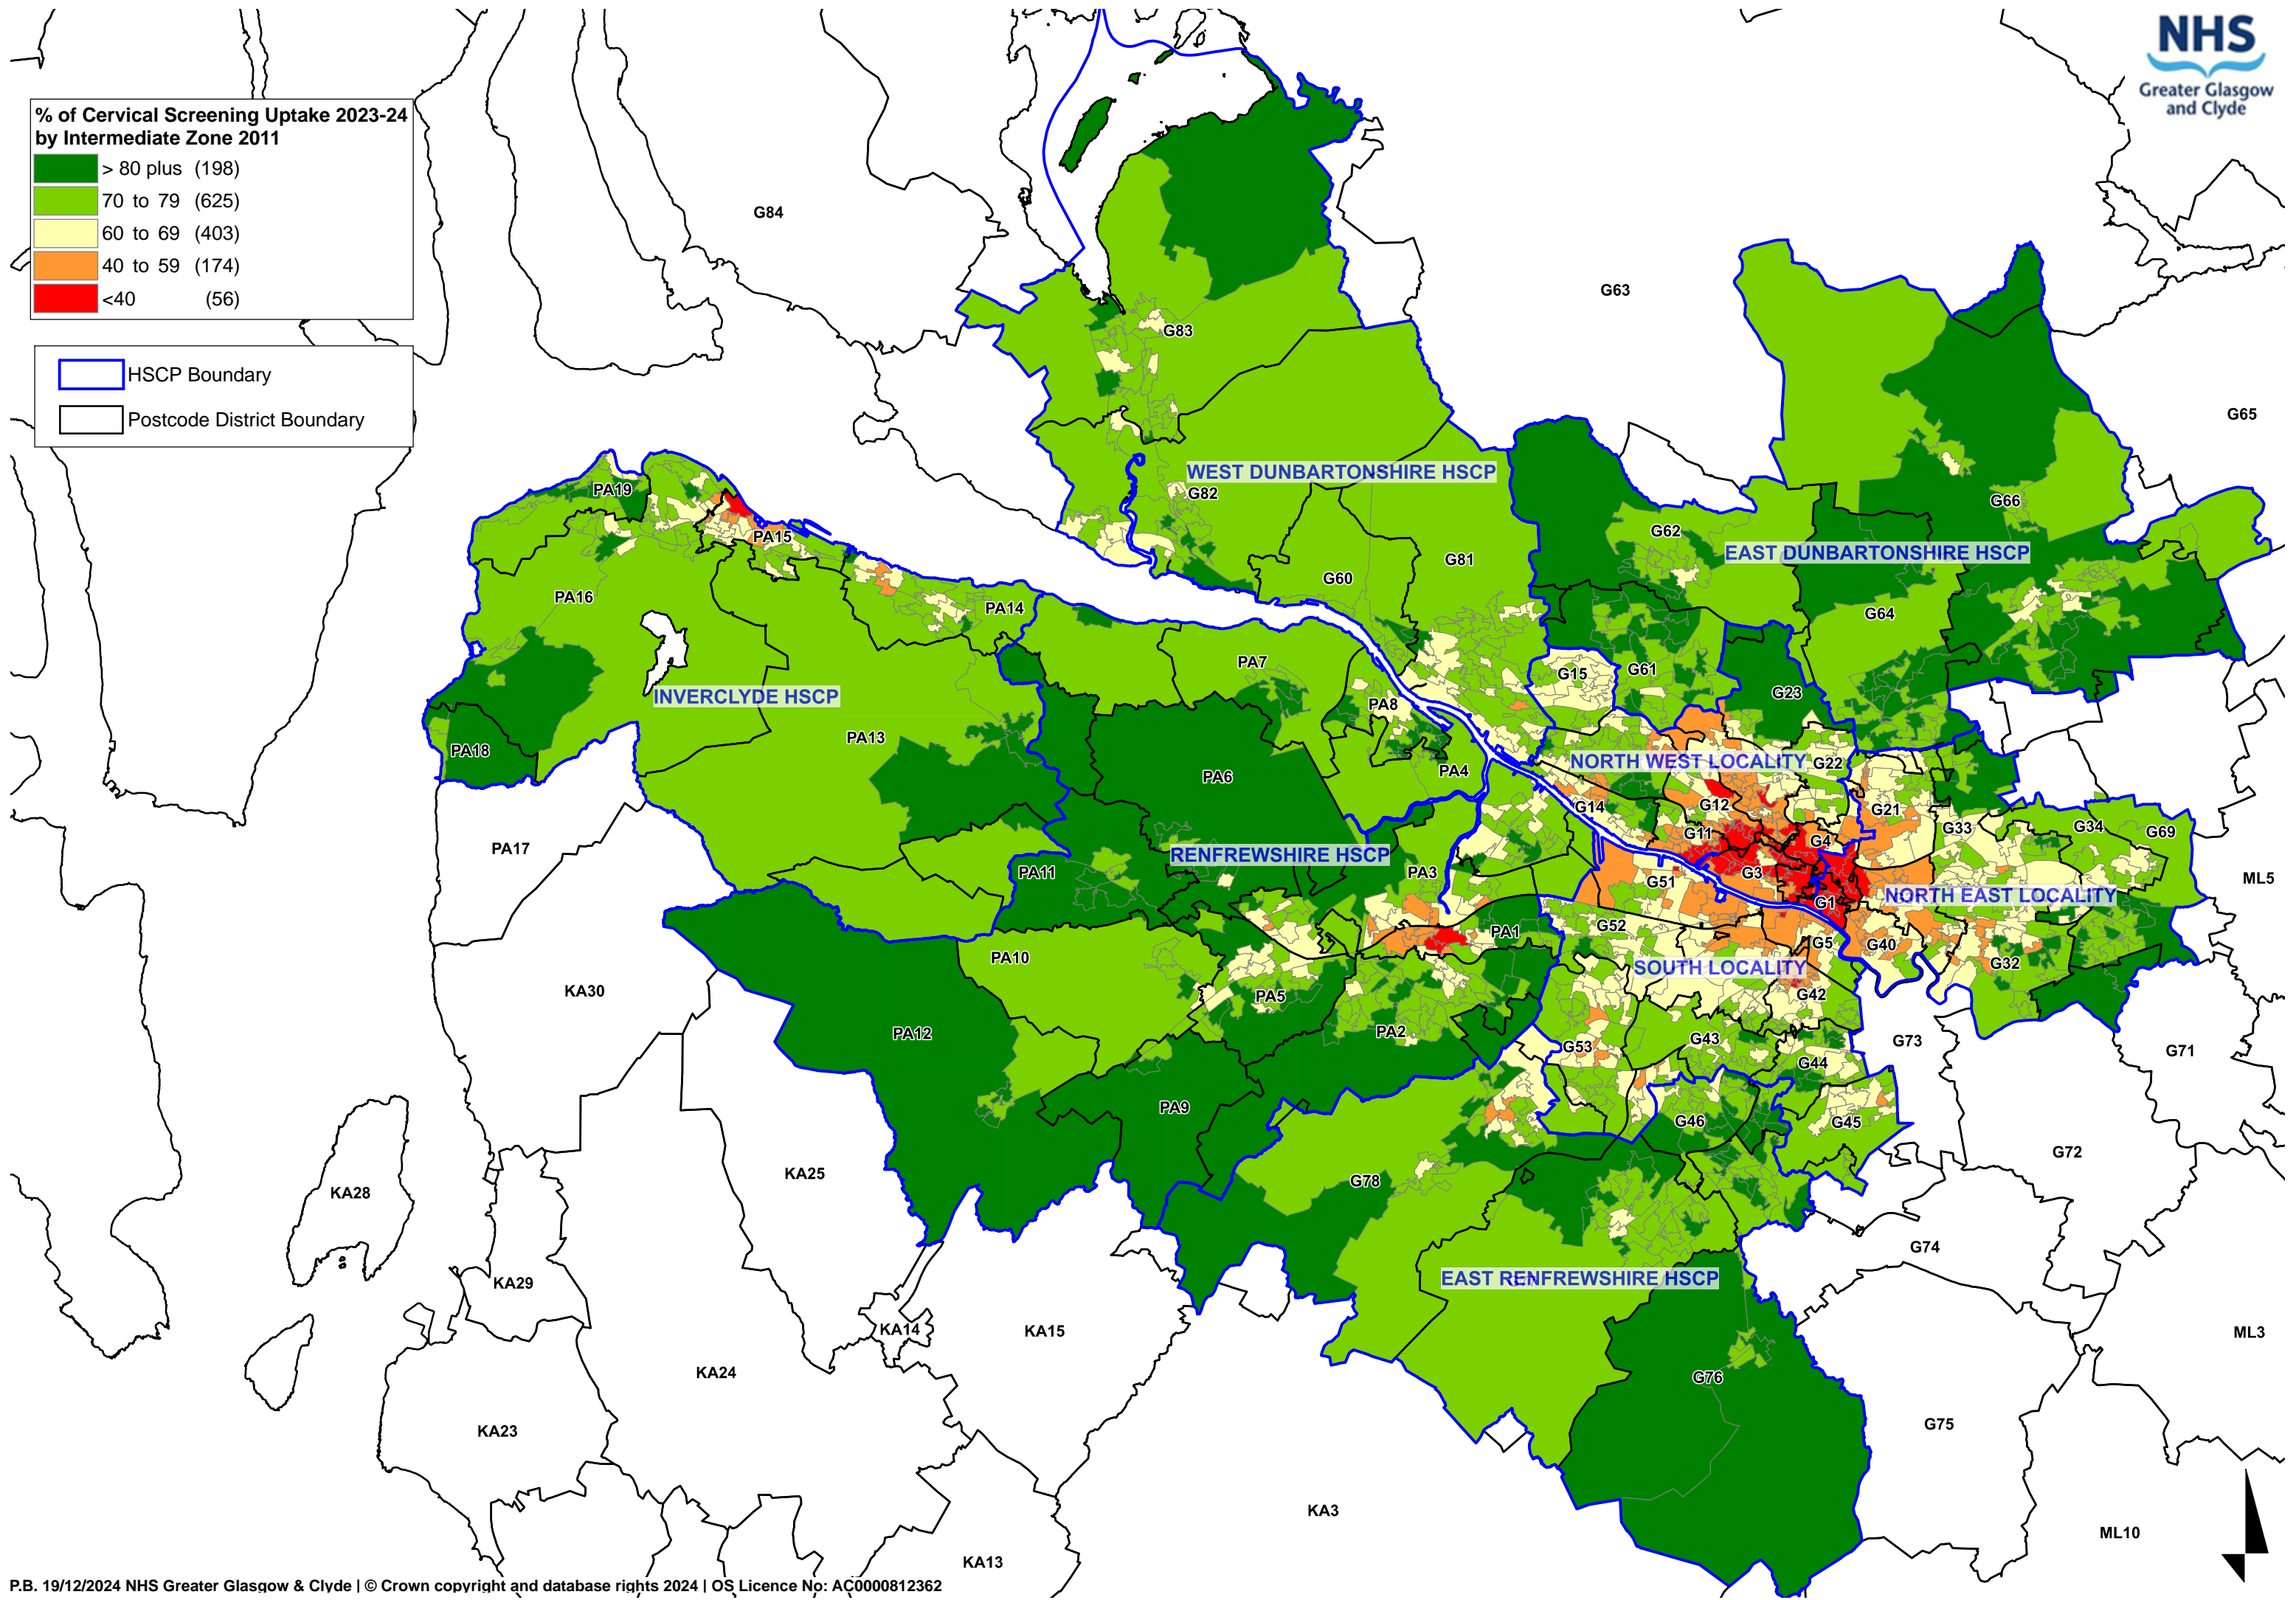 NHS
Greater Glasgow
and Clyde
% of Cervical Screening Uptake 2023-24
by Intermediate Zone 2011
> 80 plus (198)
70 to 79 (625)
60 to 69 (403)
40 to 59 (174)
<40 (56)
HSCP Boundary
Postcode District Boundary
G84
G63
G83
G65
WEST DUNBARTONSHIRE HSCP
PA19
G82
G66
G62
EAST DUNBARTONSHIRE HSCP
PA15
G81
G60
PA16
PA14
G64
PA7
G15
G61
G23
INVERCLYDE HSCP
PA8
PA13
PA18
NORTH WEST LOCALITY
G22
PA4
PA6
G12
G14
G21
G33
G34
G69
G11
G4
PA17
RENFREWSHIRE HSCP
PA11
PA3
G3
G51
ML5
NORTH EAST LOCALITY
G1
G52
PA1
G5
G40
PA10
SOUTH LOCALITY
G32
KA30
PA5
G42
PA12
PA2
G43
G73
G53
G71
G44
PA9
G46
G45
G72
KA25
G78
KA28
G74
EAST RENFREWSHIRE HSCP
KA29
KA14
KA15
ML3
KA24
G76
G75
KA23
KA3
ML10
KA13
P.B. 19/12/2024 NHS Greater Glasgow & Clyde | © Crown copyright and database rights 2024 | OS Licence No: AC0000812362